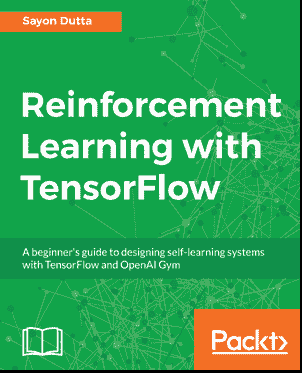 Sayon Dutta
Reinforcement
Learning with
TensorFlow
A beginner's guide to designing self-learning systems
with TensorFlow and OpenAI Gym
Packt>